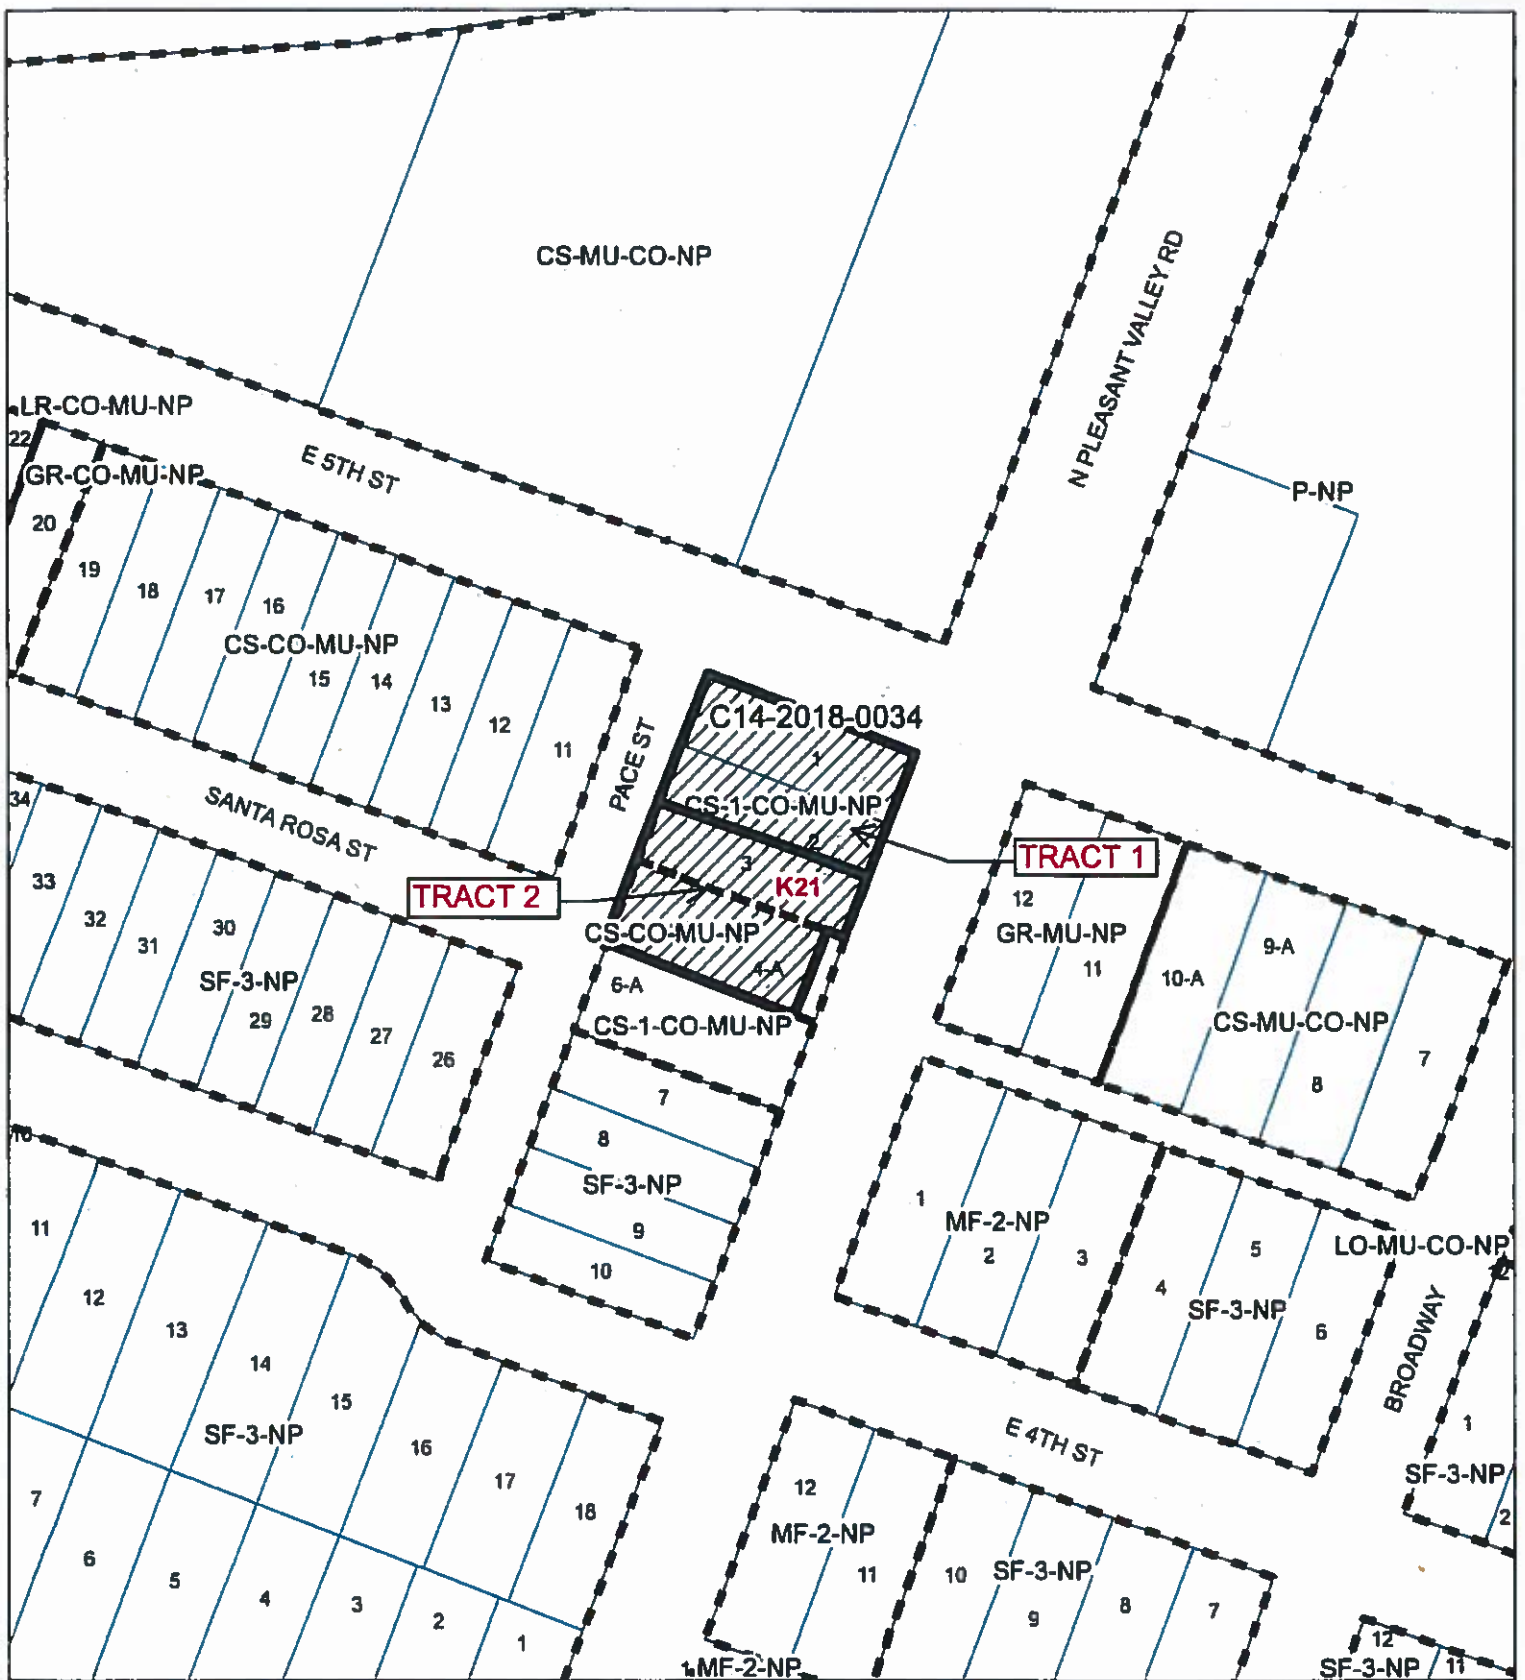 CS-MU-CO-NP
N PLEASANT VALLEY RD
LR-CO-MU-NP
22
E 5TH ST
GR-CO-MU-NP
P-NP
20
19
18
17
16
CS-CO-MU-NP
15
14
13
12
11
PACE ST
C14-2018-0034
1
CS-1-CO-MU-NP
2
34
SANTA ROSA ST
TRACT 1
3
K21
TRACT 2
33
32
31
30
SF-3-NP
29
28
27
26
CS-CO-MU-NP
4-A
6-A
CS-1-CO-MU-NP
12
GR-MU-NP
11
10-A
9-A
CS-MU-CO-NP
8
7
7
8
SF-3-NP
9
10
10
11
12
13
14
15
SF-3-NP
16
17
18
1
MF-2-NP
2
3
4
5
SF-3-NP
6
LO-MU-CO-NP
12
BROADWAY
1
SF-3-NP
2
E 4TH ST
7
6
5
4
3
2
1
12
MF-2-NP
11
10
SF-3-NP
9
8
7
1
MF-2-NP
12
SF-3-NP
11